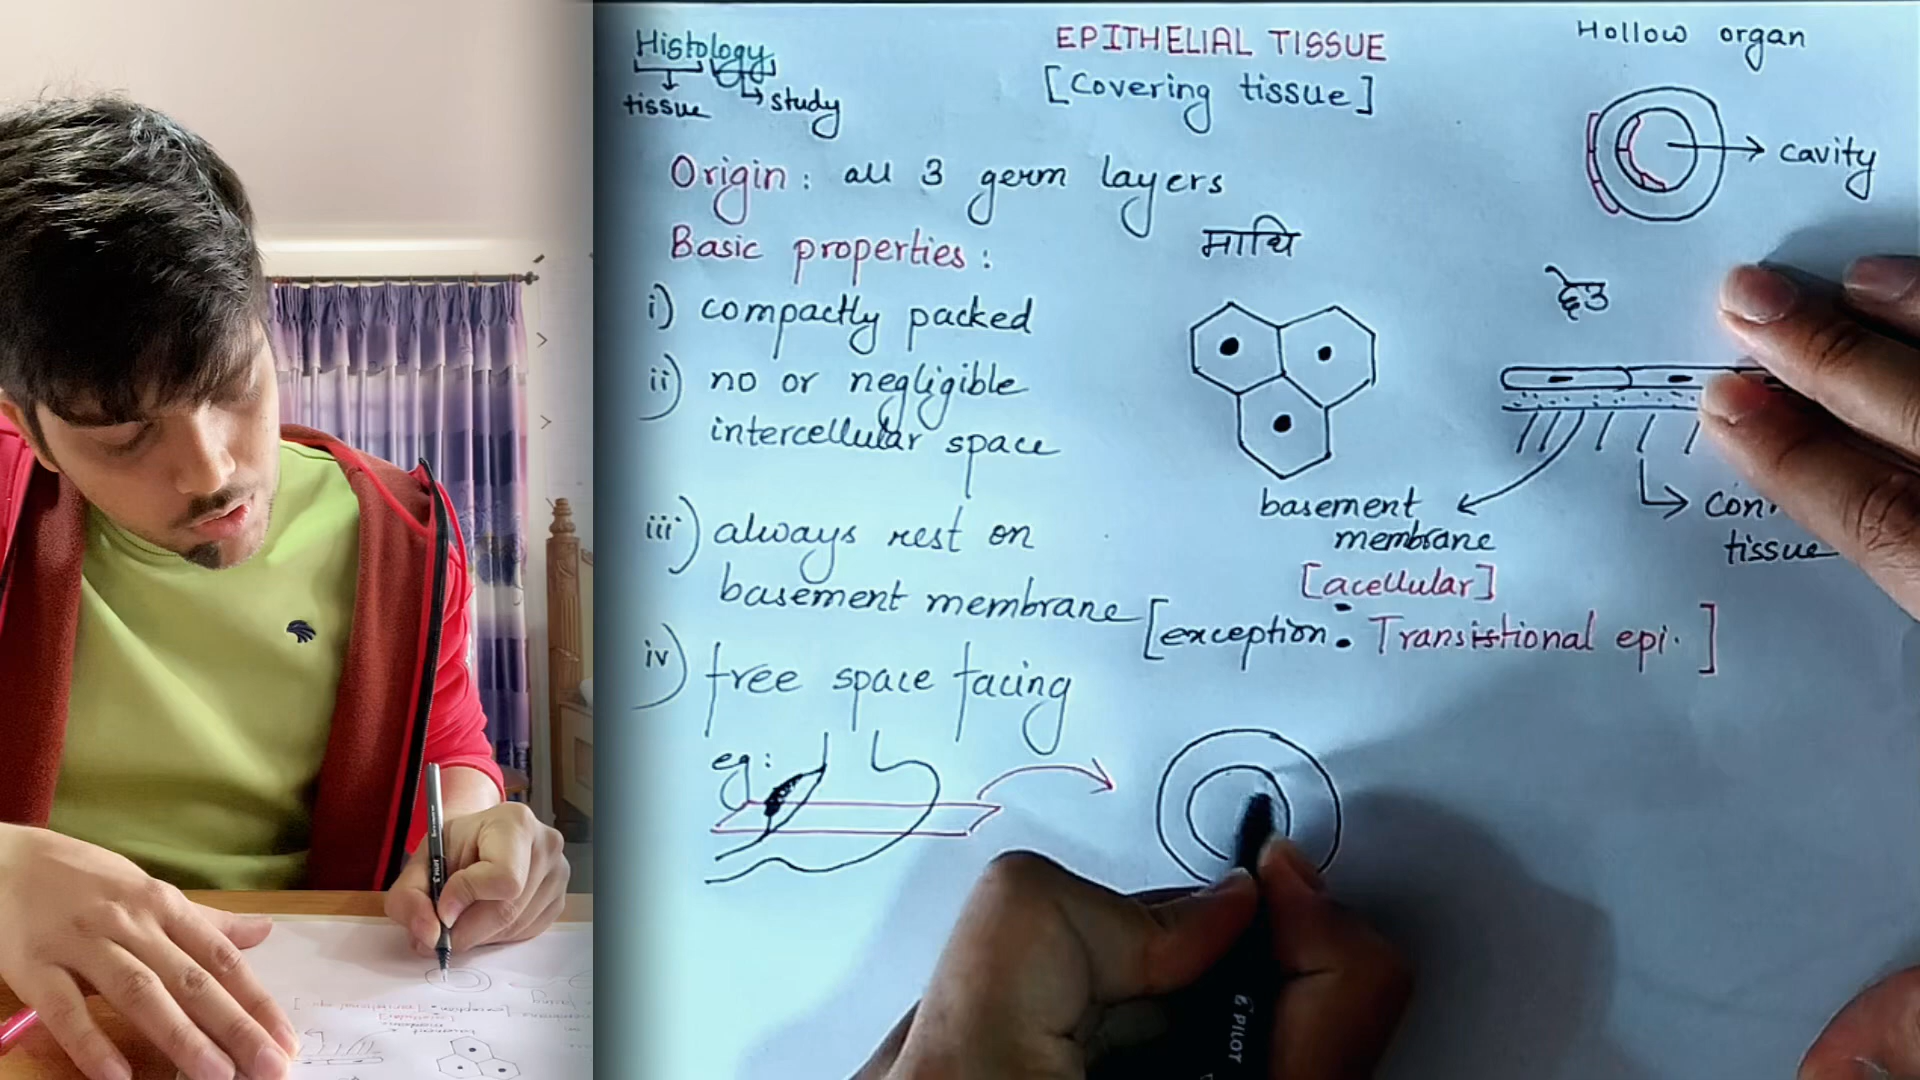 Histology
tissue
study
EPITHELIAL TISSUE
[Covering tissue]
Hollow organ
cavity
Origin: all 3 germ layers
Basic properties:
माथि
i) compactly packed
ii) no or negligible
intercellular space
iii) always rest on
basement membrane
[exception: Transistional epi.]
basement
membrane
[acellular]
tissue
iv) free space facing
eg:
PILOT